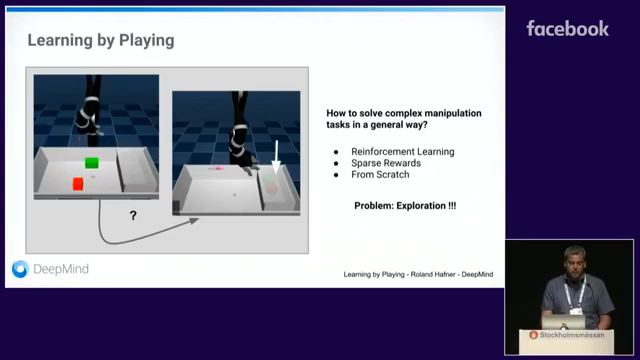 facebook
Learning by Playing
?
How to solve complex manipulation
tasks in a general way?
● Reinforcement Learning
● Sparse Rewards
● From Scratch
Problem: Exploration !!!
DeepMind
Learning by Playing - Roland Hafner - DeepMind
Stockholmsmässan